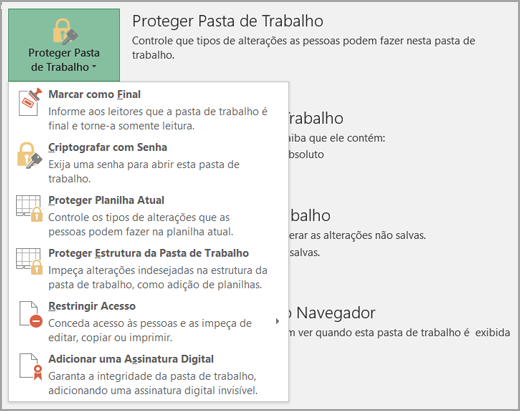 Proteger Pasta de Trabalho
Proteger Pasta de Trabalho
Controle que tipos de alterações as pessoas podem fazer nesta pasta de
trabalho.
Marcar como Final
Informe aos leitores que a pasta de trabalho é
final e torne-a somente leitura.
Criptografar com Senha
Exija uma senha para abrir esta pasta de
trabalho.
Proteger Planilha Atual
Controle os tipos de alterações que as
pessoas podem fazer na planilha atual.
Proteger Estrutura da Pasta de Trabalho
Impeça alterações indesejadas na estrutura da
pasta de trabalho, como adição de planilhas.
Restringir Acesso
Conceda acesso às pessoas e as impeça de
editar, copiar ou imprimir.
Adicionar uma Assinatura Digital
Garanta a integridade da pasta de trabalho,
adicionando uma assinatura digital invisível.
Trabalho
que ele contém:
absoluto
as alterações não salvas.
salvas.
Navegador
ver quando esta pasta de trabalho é exibida